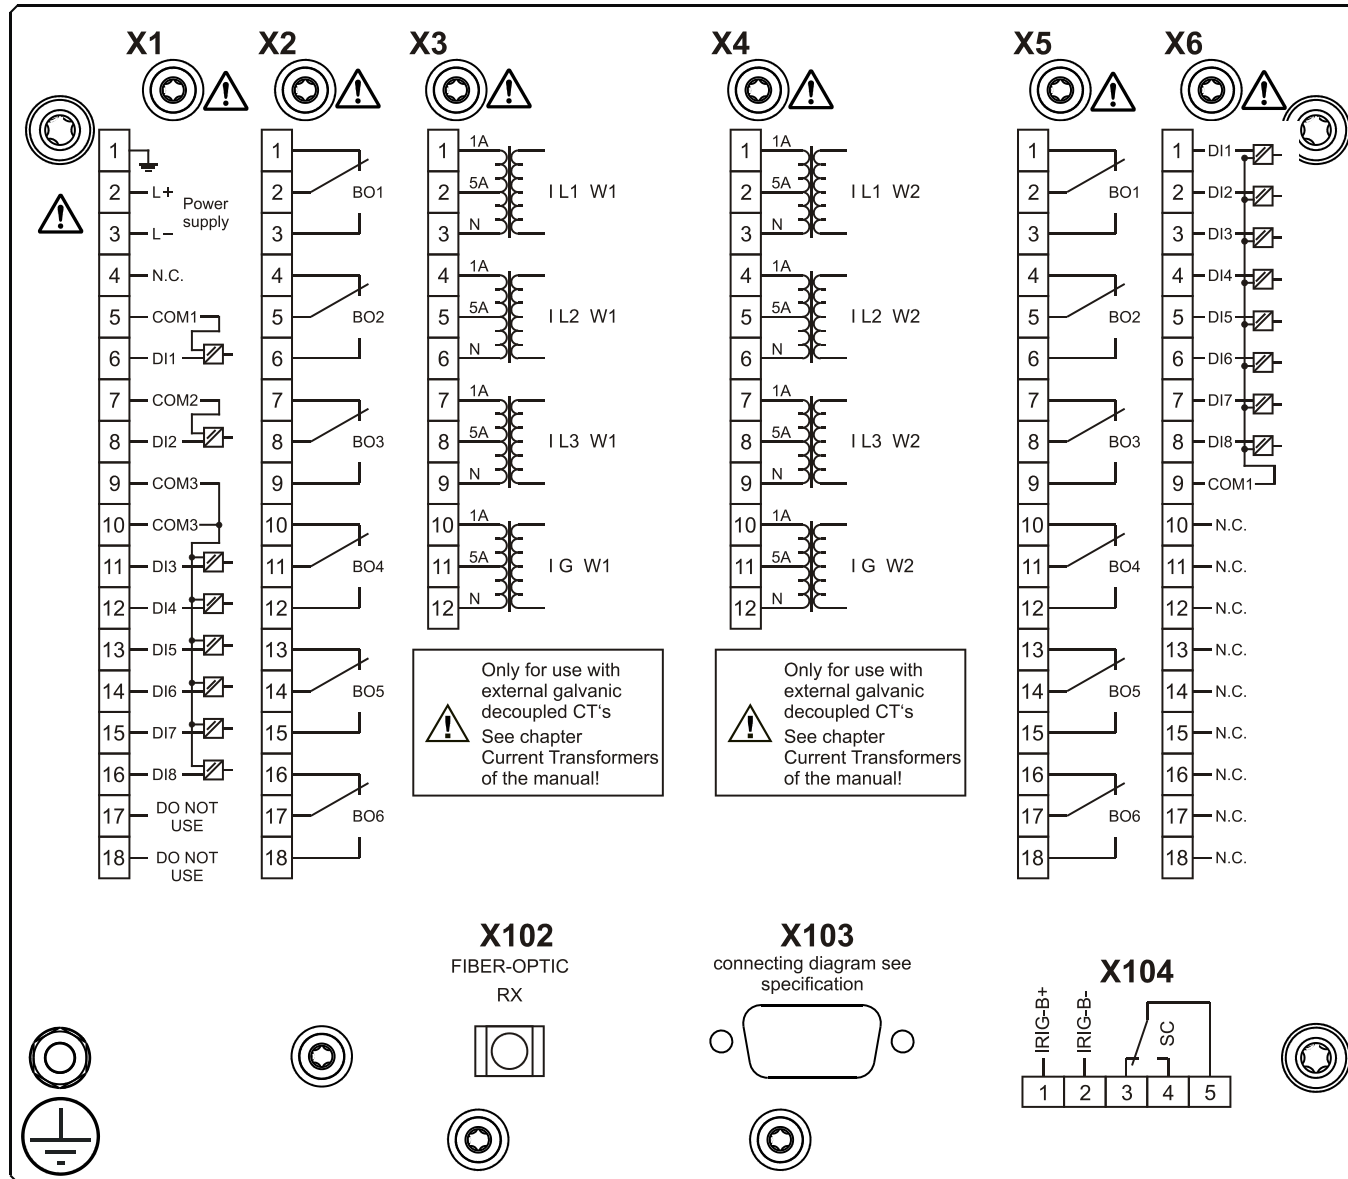 X1
1
2 L+ Power
supply
3 L–
4 N.C.
5 COM1
6 DI1
7 COM2
8 DI2
9 COM3
10 COM3
11 DI3
12 DI4
13 DI5
14 DI6
15 DI7
16 DI8
17 DO NOT
USE
18 DO NOT
USE
X2
1
2 BO1
3
4
5 BO2
6
7
8 BO3
9
10
11 BO4
12
13
14 BO5
15
16
17 BO6
18
X3
1 1A
2 5A I L1 W1
3 N
4 1A
5 5A I L2 W1
6 N
7 1A
8 5A I L3 W1
9 N
10 1A
11 5A I G W1
12 N
Only for use with
external galvanic
decoupled CT‘s
See chapter
Current Transformers
of the manual!
X4
1 1A
2 5A I L1 W2
3 N
4 1A
5 5A I L2 W2
6 N
7 1A
8 5A I L3 W2
9 N
10 1A
11 5A I G W2
12 N
Only for use with
external galvanic
decoupled CT‘s
See chapter
Current Transformers
of the manual!
X5
1
2 BO1
3
4
5 BO2
6
7
8 BO3
9
10
11 BO4
12
13
14 BO5
15
16
17 BO6
18
X6
1 DI1
2 DI2
3 DI3
4 DI4
5 DI5
6 DI6
7 DI7
8 DI8
9 COM1
10 N.C.
11 N.C.
12 N.C.
13 N.C.
14 N.C.
15 N.C.
16 N.C.
17 N.C.
18 N.C.
X102
FIBER-OPTIC
RX
X103
connecting diagram see
specification
X104
IRIG-B+
IRIG-B-
SC
1 2 3 4 5